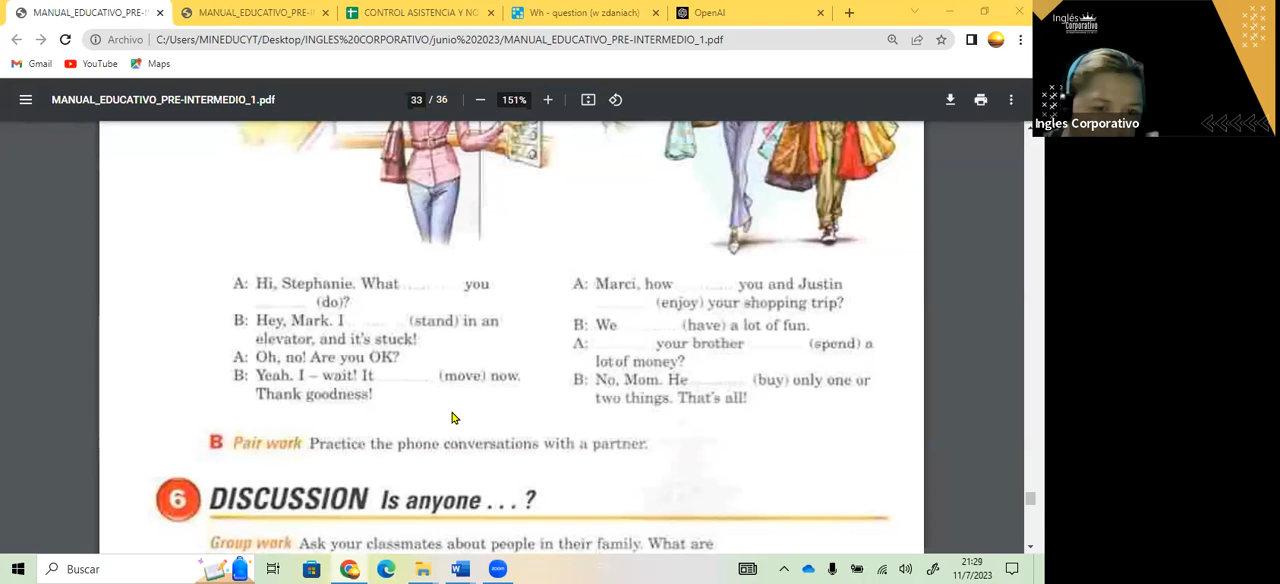 MANUAL_EDUCATIVO_PRE-I
MANUAL_EDUCATIVO_PRE-I
CONTROL ASISTENCIA Y NO
Wh - question (w zdaniach)
OpenAI
Archivo
C:/Users/MINEDUCYT/Desktop/INGLES%20CORPORATIVO/junio%202023/MANUAL_EDUCATIVO_PRE-INTERMEDIO_1.pdf
Gmail
YouTube
Maps
MANUAL_EDUCATIVO_PRE-INTERMEDIO_1.pdf
33 / 36
151%
Inglés
Corporativo
Ingles Corporativo
A: Hi, Stephanie. What you
(do)?
B: Hey, Mark. I (stand) in an
elevator, and it's stuck!
A: Oh, no! Are you OK?
B: Yeah. I – wait! It (move) now.
Thank goodness!
A: Marci, how you and Justin
(enjoy) your shopping trip?
B: We (have) a lot of fun.
A: your brother (spend) a
lot of money?
B: No, Mom. He (buy) only one or
two things. That's all!
B Pair work Practice the phone conversations with a partner.
6 DISCUSSION Is anyone . . . ?
Group work Ask your classmates about people in their family. What are
Buscar
zoom
21:29
11/7/2023